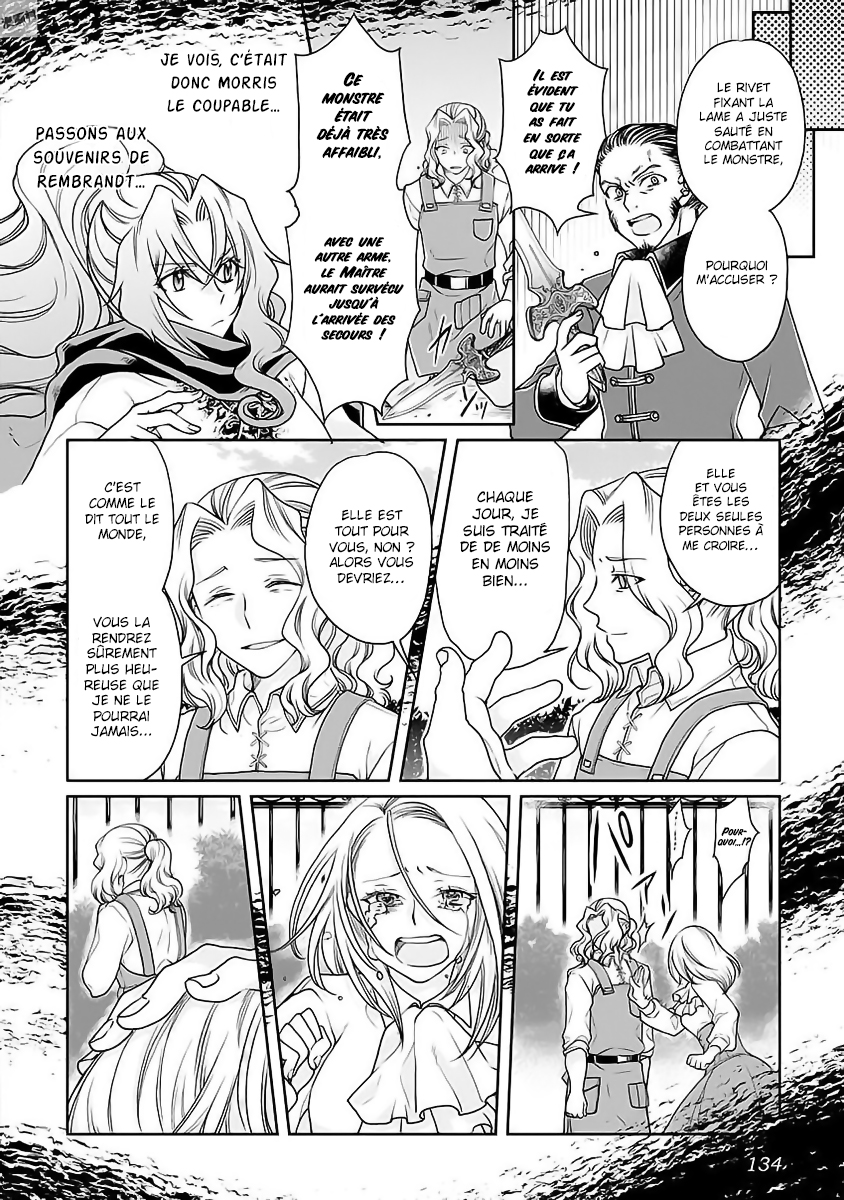 LE RIVET
FIXANT LA
LAME A JUSTE
SAUTÉ EN
COMBATTANT
LE MONSTRE,
POURQUOI
M'ACCUSER ?
IL EST
ÉVIDENT
QUE TU
AS FAIT
EN SORTE
QUE ÇA
ARRIVE !
CE
MONSTRE
ÉTAIT
DÉJÀ TRÈS
AFFAIBLI,
AVEC UNE
AUTRE ARME,
LE MAÎTRE
AURAIT SURVÉCU
JUSQU'À
L'ARRIVÉE DES
SECOURS !
JE VOIS, C'ÉTAIT
DONC MORRIS
LE COUPABLE...
PASSONS AUX
SOUVENIRS DE
REMBRANDT...
ELLE
ET VOUS
ÊTES LES
DEUX SEULES
PERSONNES À
ME CROIRE...
CHAQUE
JOUR, JE
SUIS TRAITÉ
DE DE MOINS
EN MOINS
BIEN...
ELLE EST
TOUT POUR
VOUS, NON ?
ALORS VOUS
DEVRIEZ...
C'EST
COMME LE
DIT TOUT LE
MONDE,
VOUS LA
RENDREZ
SÛREMENT
PLUS HEU-
REUSE QUE
JE NE LE
POURRAI
JAMAIS...
POUR-
QUOI...!?
134